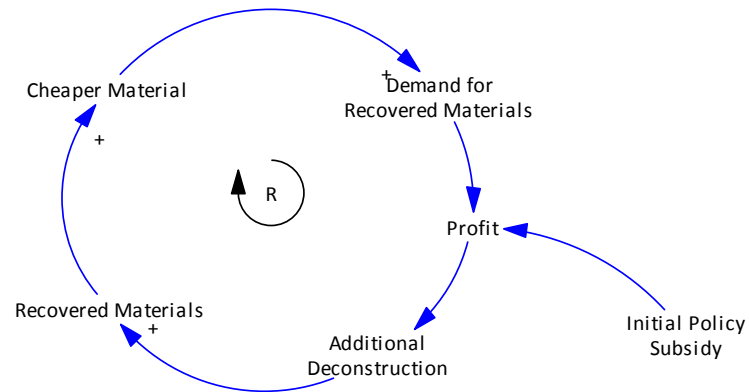 Cheaper Material
+
Demand for
Recovered Materials
+
R
Profit
Recovered Materials
+
Additional
Deconstruction
Initial Policy
Subsidy